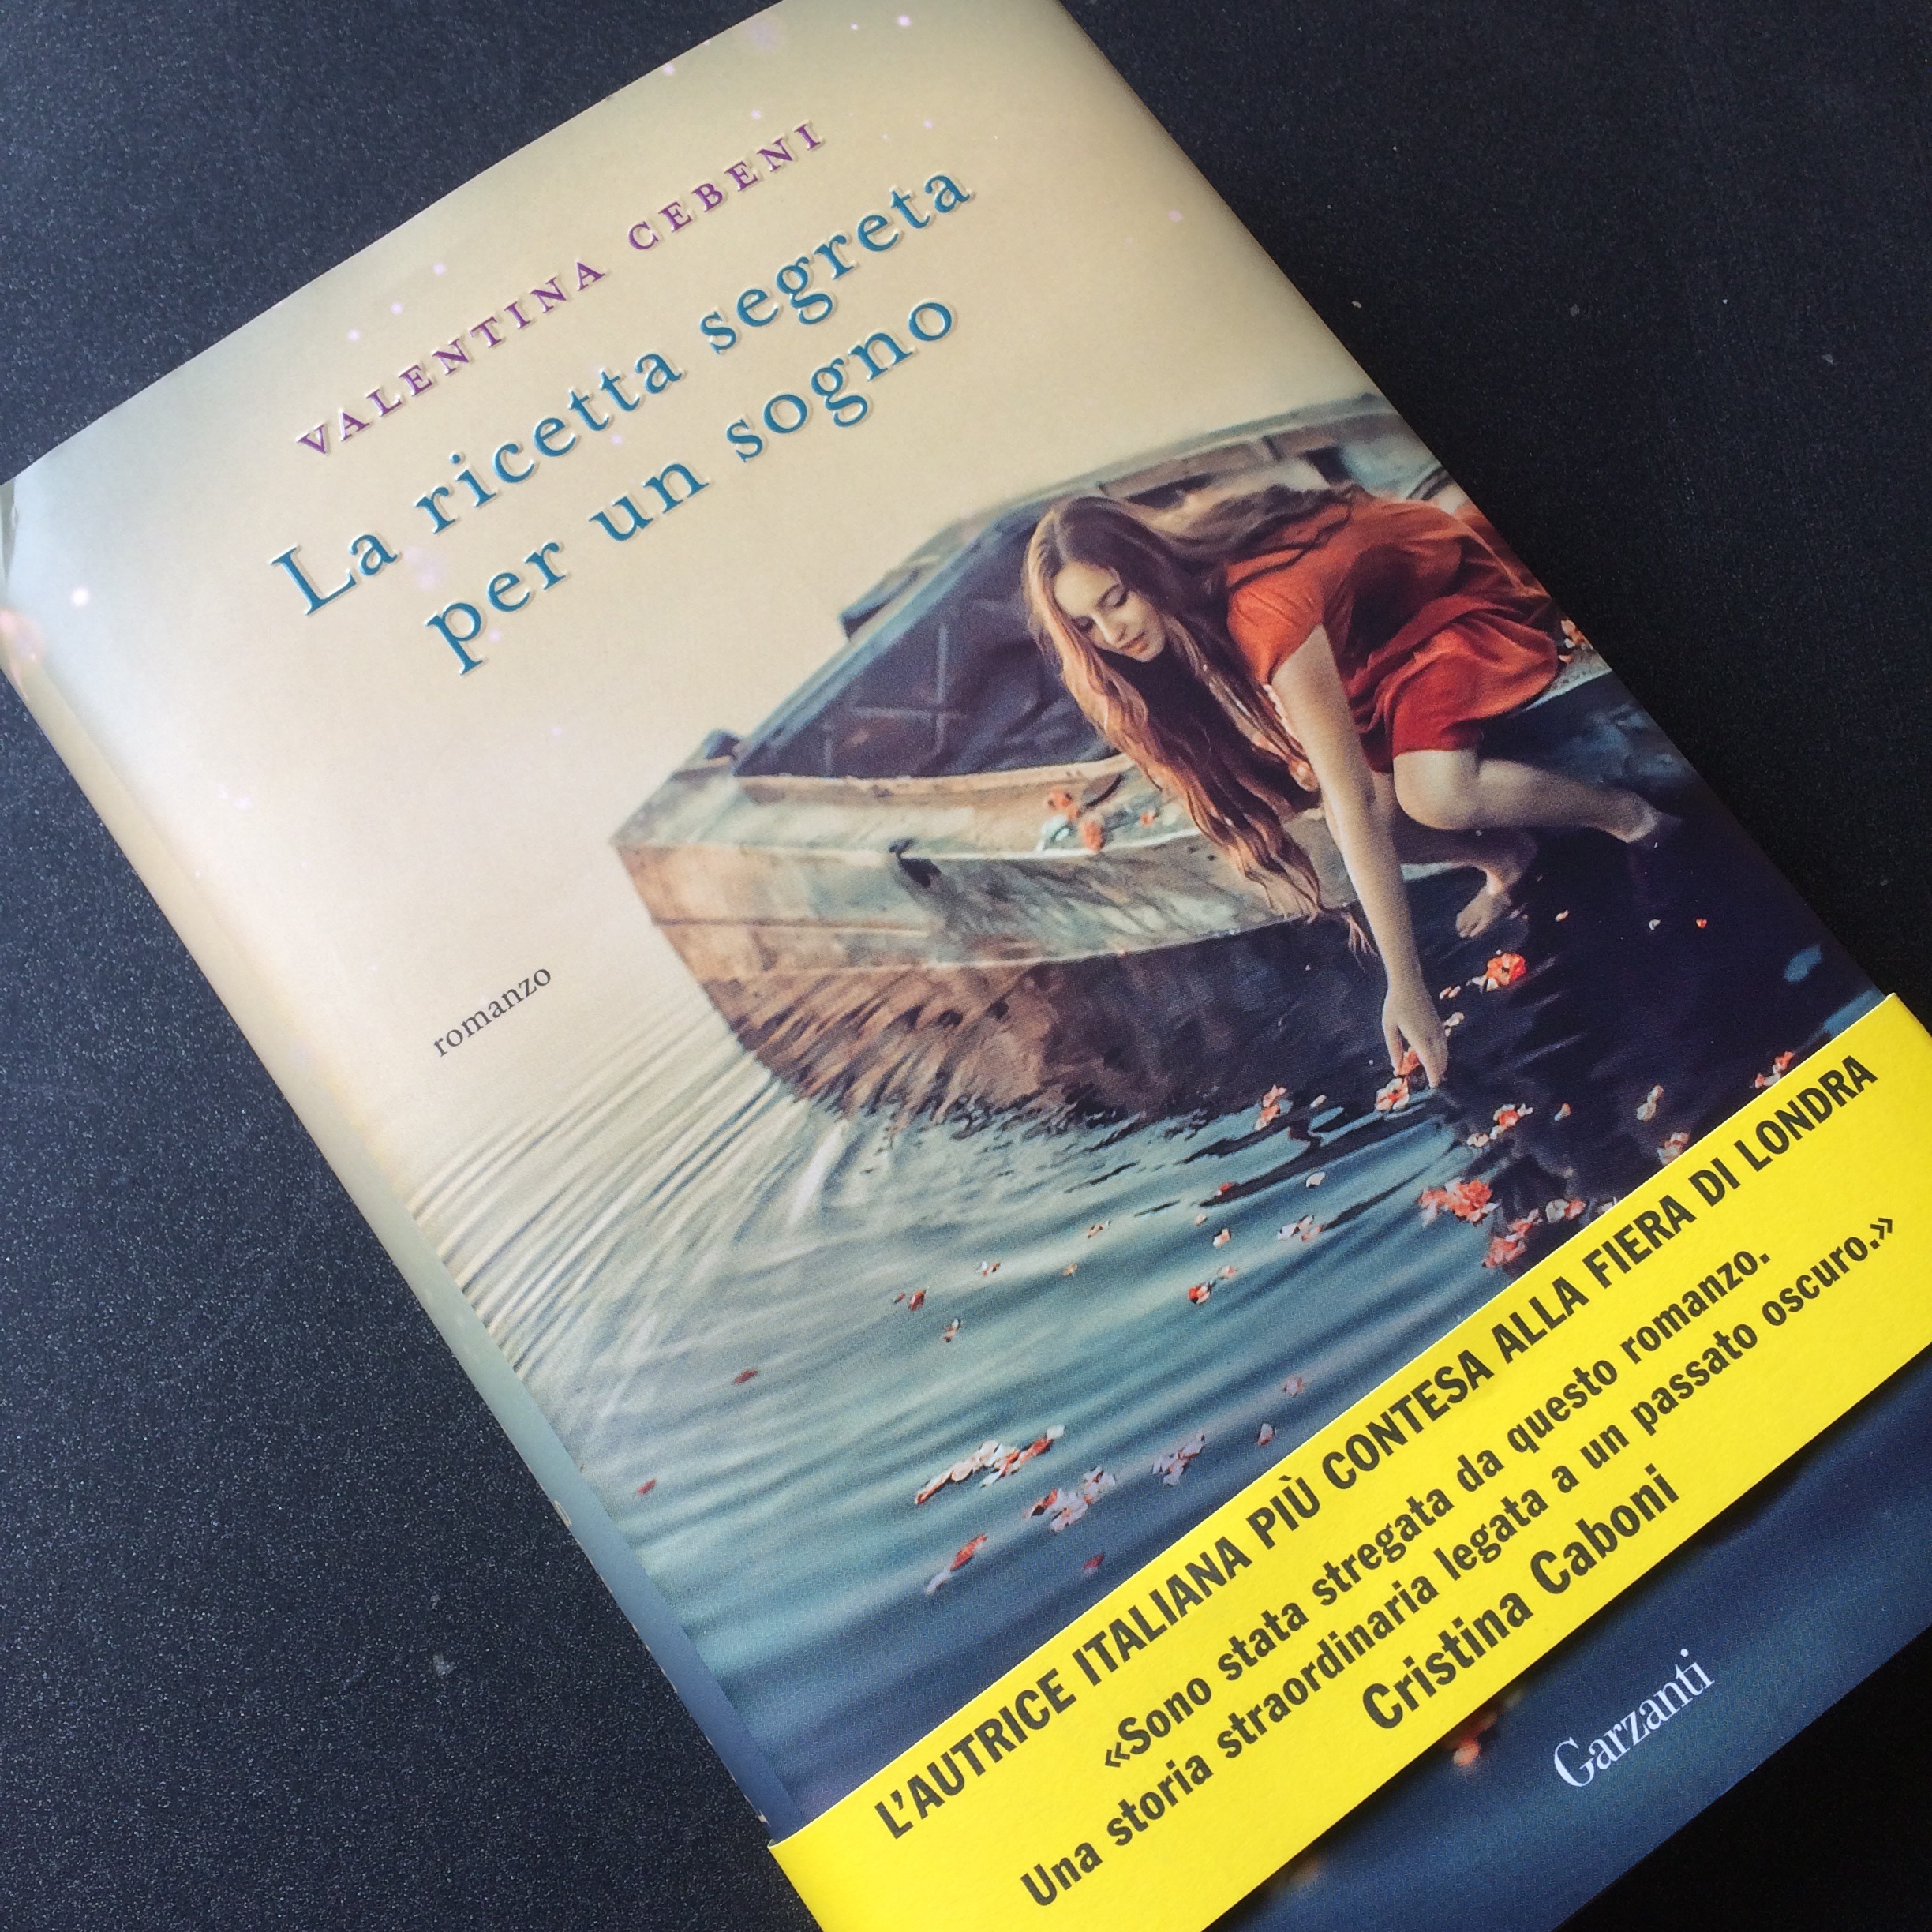 VALENTINA CEBENI
La ricetta segreta
per un sogno
romanzo
L'AUTRICE ITALIANA PIÙ CONTESA ALLA FIERA DI LONDRA
«Sono stata stregata da questo romanzo.
Una storia straordinaria legata a un passato oscuro.»
Cristina Caboni
Garzanti